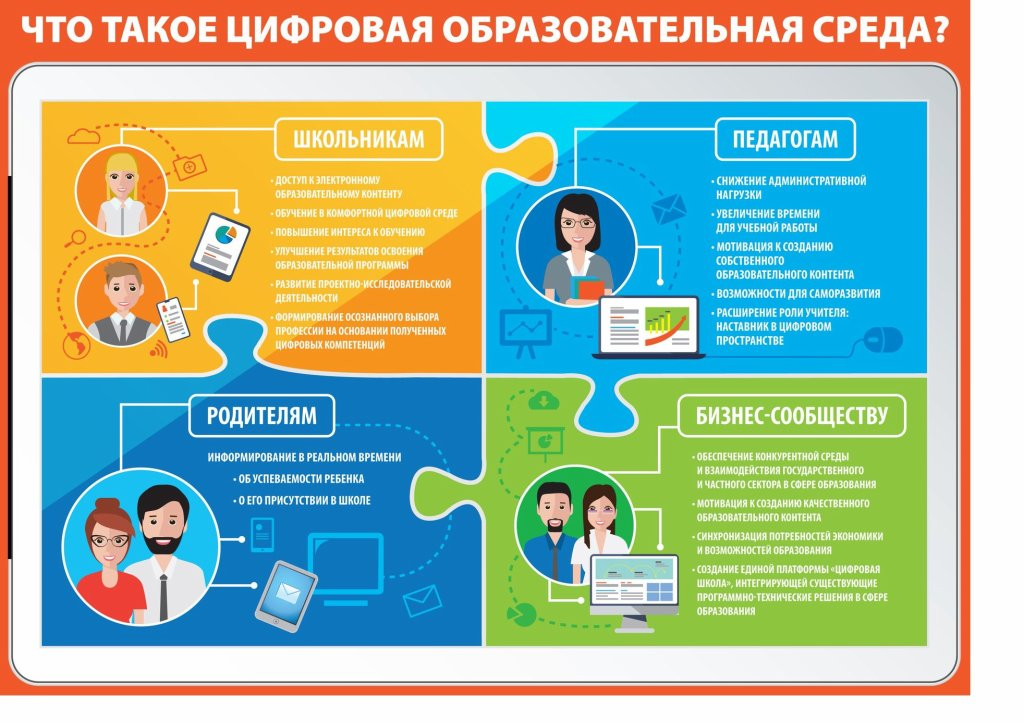 ЧТО ТАКОЕ ЦИФРОВАЯ ОБРАЗОВАТЕЛЬНАЯ СРЕДА?
ШКОЛЬНИКАМ
• ДОСТУП К ЭЛЕКТРОННОМУ
ОБРАЗОВАТЕЛЬНОМУ КОНТЕНТУ
• ОБУЧЕНИЕ В КОМФОРТНОЙ ЦИФРОВОЙ СРЕДЕ
• ПОВЫШЕНИЕ ИНТЕРЕСА К ОБУЧЕНИЮ
• УЛУЧШЕНИЕ РЕЗУЛЬТАТОВ ОСВОЕНИЯ
ОБРАЗОВАТЕЛЬНОЙ ПРОГРАММЫ
• РАЗВИТИЕ ПРОЕКТНО-ИССЛЕДОВАТЕЛЬСКОЙ
ДЕЯТЕЛЬНОСТИ
• ФОРМИРОВАНИЕ ОСОЗНАННОГО ВЫБОРА
ПРОФЕССИИ НА ОСНОВАНИИ ПОЛУЧЕННЫХ
ЦИФРОВЫХ КОМПЕТЕНЦИЙ
ПЕДАГОГАМ
• СНИЖЕНИЕ АДМИНИСТРАТИВНОЙ
НАГРУЗКИ
• УВЕЛИЧЕНИЕ ВРЕМЕНИ
ДЛЯ УЧЕБНОЙ РАБОТЫ
• МОТИВАЦИЯ К СОЗДАНИЮ
СОБСТВЕННОГО
ОБРАЗОВАТЕЛЬНОГО КОНТЕНТА
• ВОЗМОЖНОСТИ ДЛЯ САМОРАЗВИТИЯ
• РАСШИРЕНИЕ РОЛИ УЧИТЕЛЯ:
НАСТАВНИК В ЦИФРОВОМ
ПРОСТРАНСТВЕ
РОДИТЕЛЯМ
ИНФОРМИРОВАНИЕ В РЕАЛЬНОМ ВРЕМЕНИ
• ОБ УСПЕВАЕМОСТИ РЕБЕНКА
• О ЕГО ПРИСУТСТВИИ В ШКОЛЕ
БИЗНЕС-СООБЩЕСТВУ
• ОБЕСПЕЧЕНИЕ КОНКУРЕНТНОЙ СРЕДЫ
И ВЗАИМОДЕЙСТВИЯ ГОСУДАРСТВЕННОГО
И ЧАСТНОГО СЕКТОРА В СФЕРЕ ОБРАЗОВАНИЯ
• МОТИВАЦИЯ К СОЗДАНИЮ КАЧЕСТВЕННОГО
ОБРАЗОВАТЕЛЬНОГО КОНТЕНТА
• СИНХРОНИЗАЦИЯ ПОТРЕБНОСТЕЙ ЭКОНОМИКИ
И ВОЗМОЖНОСТЕЙ ОБРАЗОВАНИЯ
• СОЗДАНИЕ ЕДИНОЙ ПЛАТФОРМЫ «ЦИФРОВАЯ
ШКОЛА», ИНТЕГРИРУЮЩЕЙ СУЩЕСТВУЮЩИЕ
ПРОГРАММНО-ТЕХНИЧЕСКИЕ РЕШЕНИЯ В СФЕРЕ
ОБРАЗОВАНИЯ